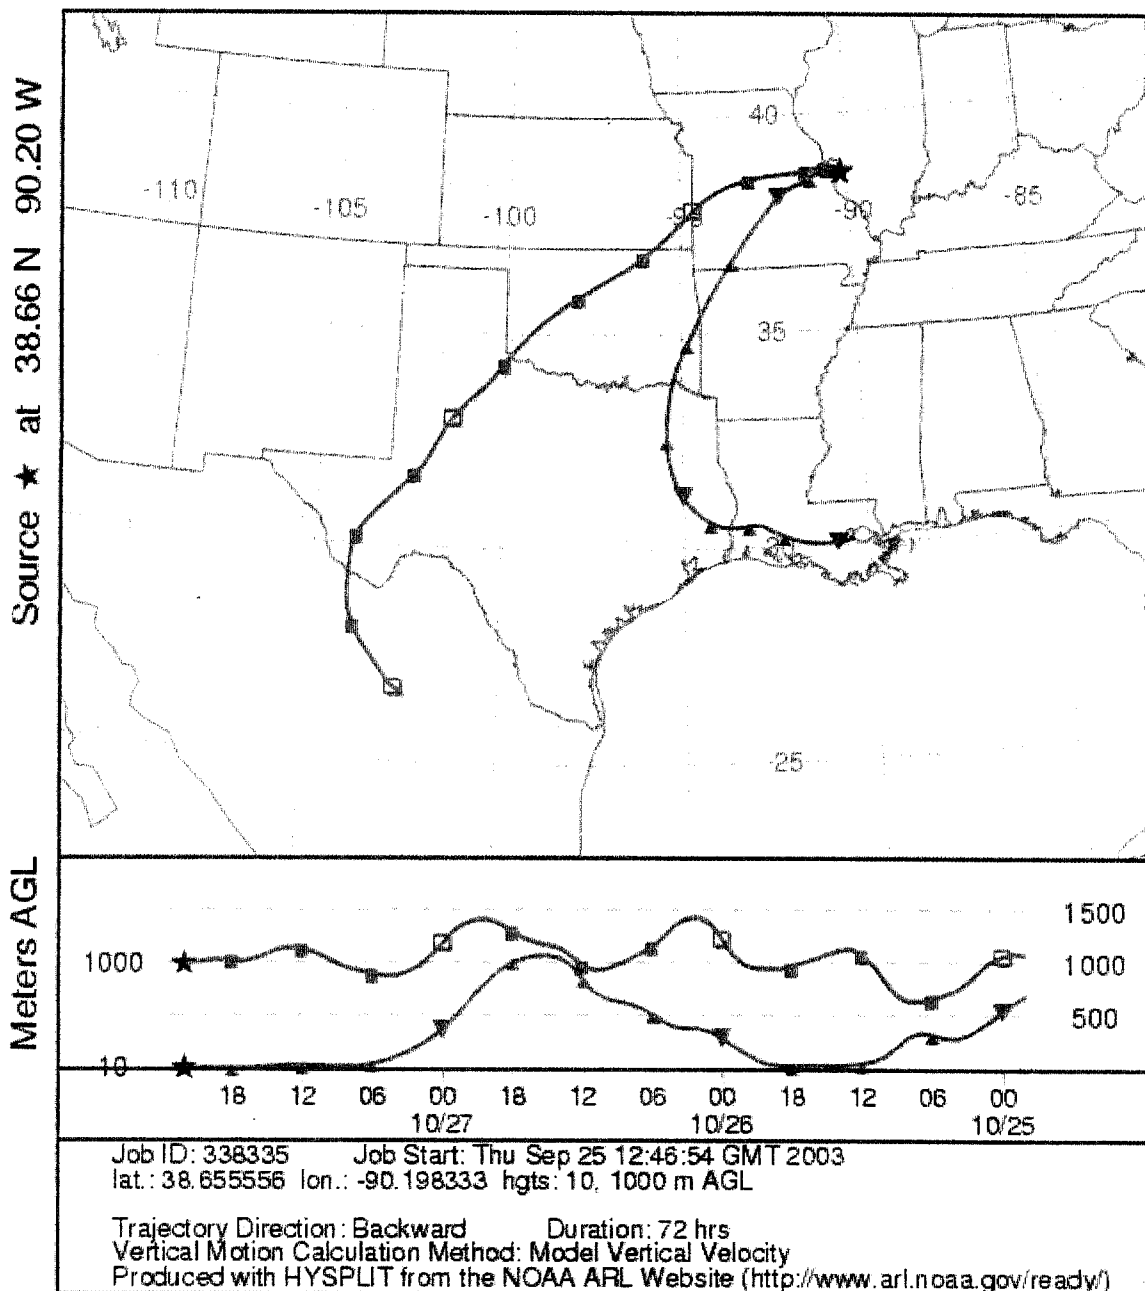 Source ★ at 38.66 N 90.20 W
40
-110
-105
-100
-95
-90
-85
35
25
Meters AGL
1500
1000
1000
500
10
18 12 06 00 18 12 06 00 18 12 06 00
10/27 10/26 10/25
Job ID: 338335 Job Start: Thu Sep 25 12:46:54 GMT 2003
lat.: 38.655556 lon.: -90.198333 hgts: 10, 1000 m AGL
Trajectory Direction: Backward Duration: 72 hrs
Vertical Motion Calculation Method: Model Vertical Velocity
Produced with HYSPLIT from the NOAA ARL Website (http://www.arl.noaa.gov/ready/)